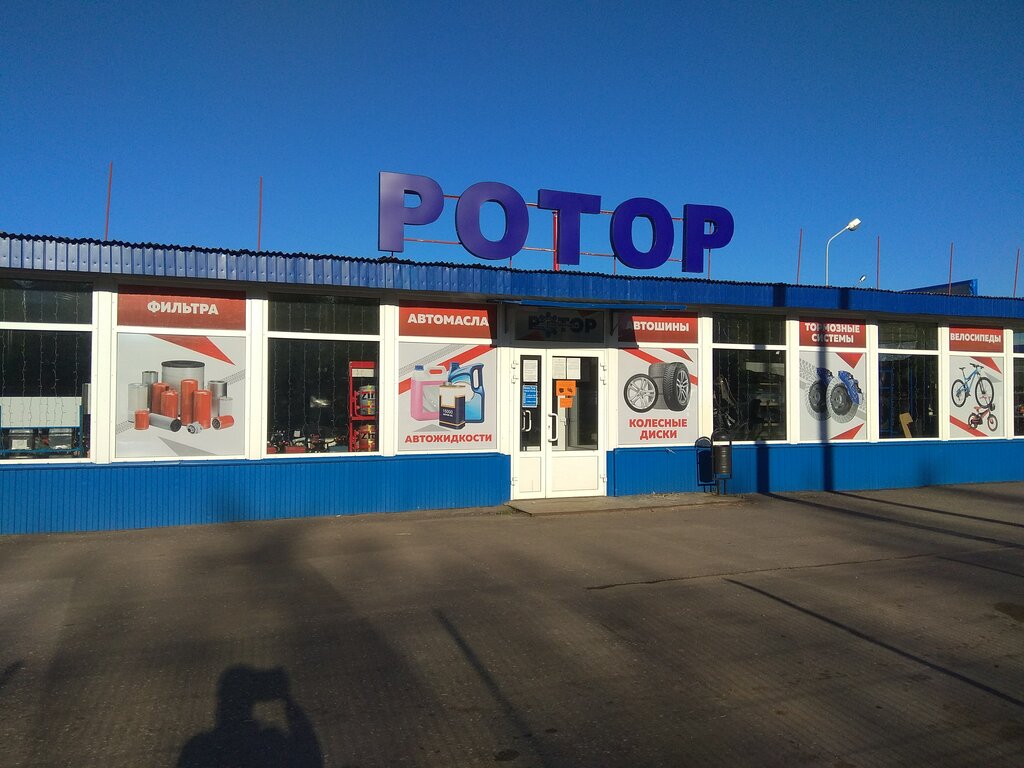 РОТОР
ФИЛЬТРА
АВТОМАСЛА
АВТОЖИДКОСТИ
РОТОР
АВТОШИНЫ
КОЛЕСНЫЕ
ДИСКИ
ТОРМОЗНЫЕ
СИСТЕМЫ
ВЕЛОСИПЕДЫ